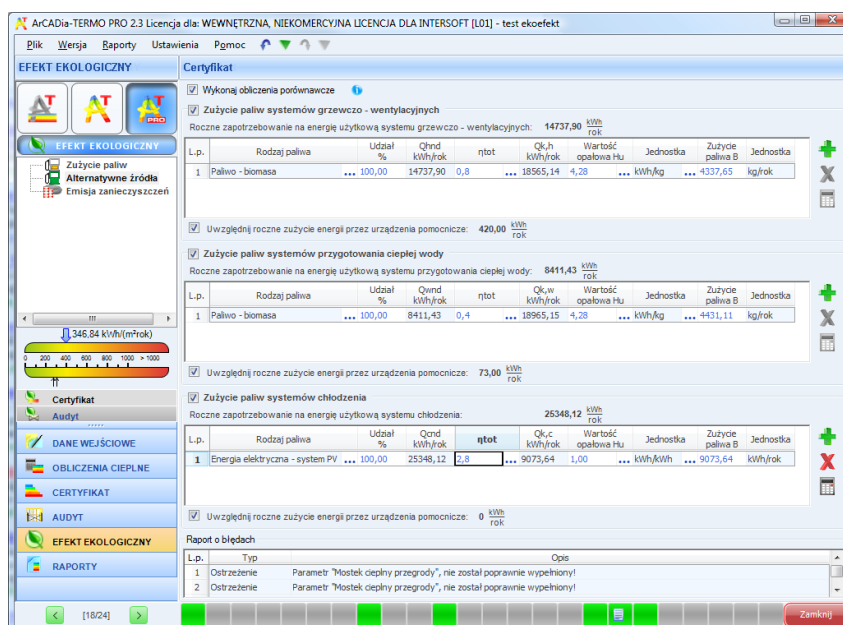 ArCADia-TERMO PRO 2.3 Licencja dla: WEWNĘTRZNA, NIEKOMERCYJNA LICENCJA DLA INTERSOFT [L01] - test ekoefekt
Plik Wersja Raporty Ustawienia Pomoc
EFEKT EKOLOGICZNY
Certyfikat
AT AT AT PRO
EFEKT EKOLOGICZNY
Zużycie paliw
Alternatywne źródła
Emisja zanieczyszczeń
346,84 kWh/(m²rok)
0 200 400 600 800 1000 > 1000
Certyfikat
Audyt
DANE WEJŚCIOWE
OBLICZENIA CIEPLNE
CERTYFIKAT
AUDYT
EFEKT EKOLOGICZNY
RAPORTY
[18/24]
Wykonaj obliczenia porównawcze
Zużycie paliw systemów grzewczo - wentylacyjnych
Roczne zapotrzebowanie na energię użytkową systemu grzewczo - wentylacyjnych: 14737,90 kWh/rok
L.p. Rodzaj paliwa Udział % Qhnd kWh/rok ηtot Qk,h kWh/rok Wartość opałowa Hu Jednostka Zużycie paliwa B Jednostka
1 Paliwo - biomasa ... 100,00 14737,90 0,8 ... 18565,14 4,28 ... kWh/kg ... 4337,65 kg/rok
Uwzględnij roczne zużycie energii przez urządzenia pomocnicze: 420,00 kWh/rok
Zużycie paliw systemów przygotowania ciepłej wody
Roczne zapotrzebowanie na energię użytkową systemu przygotowania ciepłej wody: 8411,43 kWh/rok
L.p. Rodzaj paliwa Udział % Qwnd kWh/rok ηtot Qk,w kWh/rok Wartość opałowa Hu Jednostka Zużycie paliwa B Jednostka
1 Paliwo - biomasa ... 100,00 8411,43 0,4 ... 18965,15 4,28 ... kWh/kg ... 4431,11 kg/rok
Uwzględnij roczne zużycie energii przez urządzenia pomocnicze: 73,00 kWh/rok
Zużycie paliw systemów chłodzenia
Roczne zapotrzebowanie na energię użytkową systemu chłodzenia: 25348,12 kWh/rok
L.p. Rodzaj paliwa Udział % Qcnd kWh/rok ηtot Qk,c kWh/rok Wartość opałowa Hu Jednostka Zużycie paliwa B Jednostka
1 Energia elektryczna - system PV ... 100,00 25348,12 2,8 ... 9073,64 1,00 ... kWh/kWh ... 9073,64 kWh/rok
Uwzględnij roczne zużycie energii przez urządzenia pomocnicze: 0 kWh/rok
Raport o błędach
L.p. Typ Opis
1 Ostrzeżenie Parametr "Mostek cieplny przegrody", nie został poprawnie wypełniony!
2 Ostrzeżenie Parametr "Mostek cieplny przegrody", nie został poprawnie wypełniony!
Zamknij